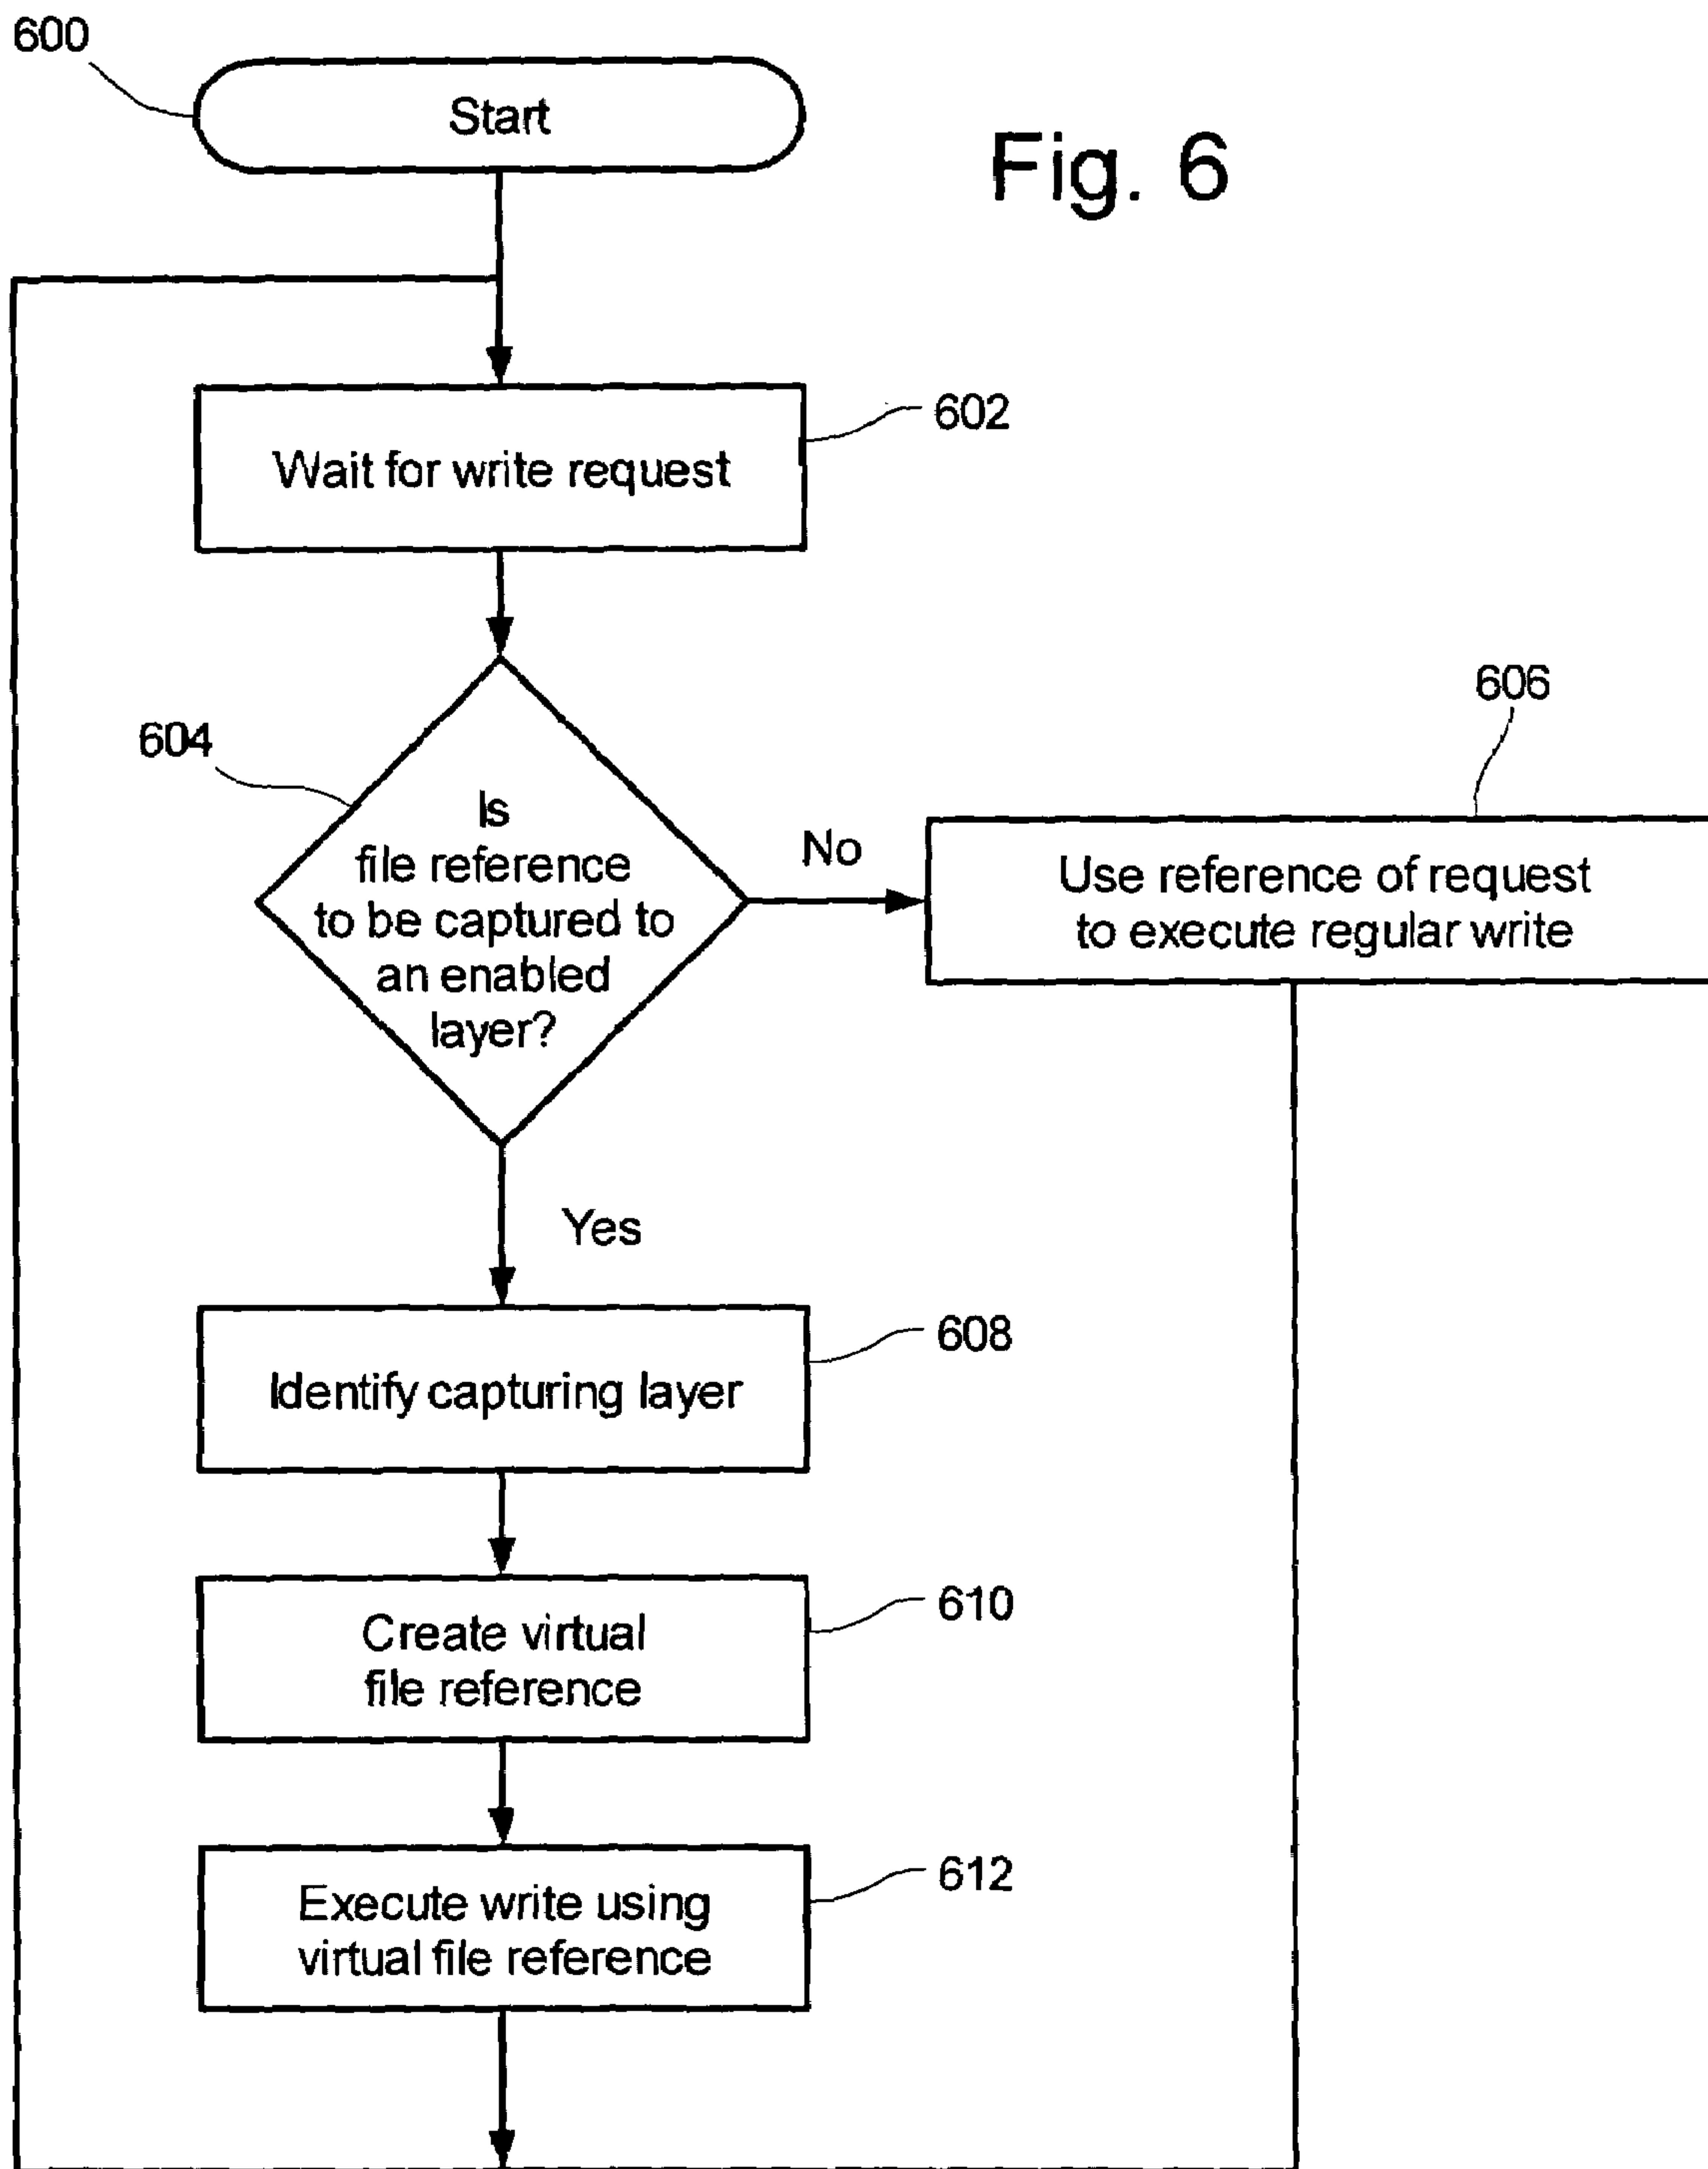 600
Start
Fig. 6
602
Wait for write request
604
Is
file reference
to be captured to
an enabled
layer?
No
606
Use reference of request
to execute regular write
Yes
608
Identify capturing layer
610
Create virtual
file reference
612
Execute write using
virtual file reference